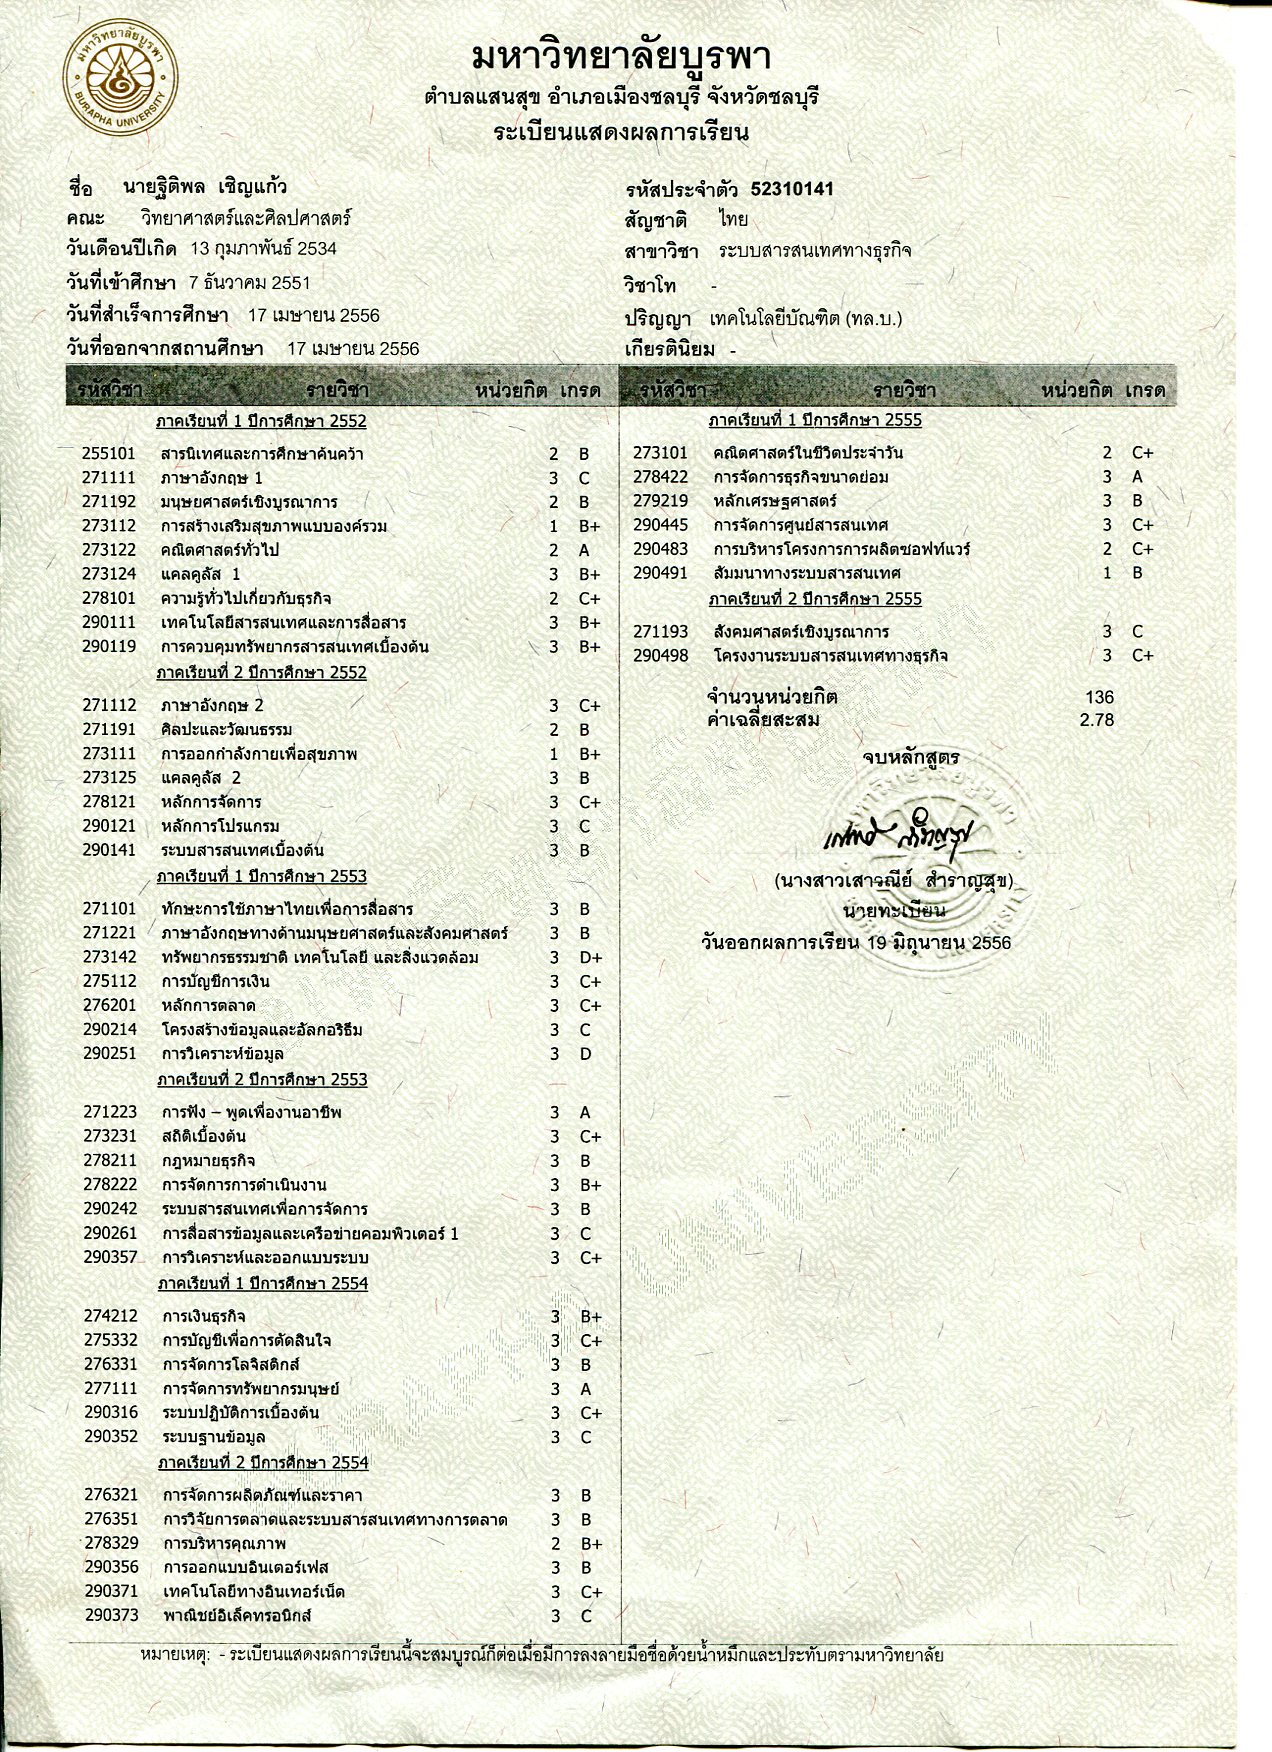 มหาวิทยาลัยบูรพา
BURAPHA UNIVERSITY
มหาวิทยาลัยบูรพา
ตำบลแสนสุข อำเภอเมืองชลบุรี จังหวัดชลบุรี
ระเบียนแสดงผลการเรียน
ชื่อ นายฐิติพล เชิญแก้ว
คณะ วิทยาศาสตร์และศิลปศาสตร์
วันเดือนปีเกิด 13 กุมภาพันธ์ 2534
วันที่เข้าศึกษา 7 ธันวาคม 2551
วันที่สำเร็จการศึกษา 17 เมษายน 2556
วันที่ออกจากสถานศึกษา 17 เมษายน 2556
รหัสประจำตัว 52310141
สัญชาติ ไทย
สาขาวิชา ระบบสารสนเทศทางธุรกิจ
วิชาโท -
ปริญญา เทคโนโลยีบัณฑิต (ทล.บ.)
เกียรตินิยม -
รหัสวิชา รายวิชา หน่วยกิต เกรด
ภาคเรียนที่ 1 ปีการศึกษา 2552
255101 สารนิเทศและการศึกษาค้นคว้า 2 B
271111 ภาษาอังกฤษ 1 3 C
271192 มนุษยศาสตร์เชิงบูรณาการ 2 B
273112 การสร้างเสริมสุขภาพแบบองค์รวม 1 B+
273122 คณิตศาสตร์ทั่วไป 2 A
273124 แคลคูลัส 1 3 B+
278101 ความรู้ทั่วไปเกี่ยวกับธุรกิจ 2 C+
290111 เทคโนโลยีสารสนเทศและการสื่อสาร 3 B+
290119 การควบคุมทรัพยากรสารสนเทศเบื้องต้น 3 B+
ภาคเรียนที่ 2 ปีการศึกษา 2552
271112 ภาษาอังกฤษ 2 3 C+
271191 ศิลปะและวัฒนธรรม 2 B
273111 การออกกำลังกายเพื่อสุขภาพ 1 B+
273125 แคลคูลัส 2 3 B
278121 หลักการจัดการ 3 C+
290121 หลักการโปรแกรม 3 C
290141 ระบบสารสนเทศเบื้องต้น 3 B
ภาคเรียนที่ 1 ปีการศึกษา 2553
271101 ทักษะการใช้ภาษาไทยเพื่อการสื่อสาร 3 B
271221 ภาษาอังกฤษทางด้านมนุษยศาสตร์และสังคมศาสตร์ 3 B
273142 ทรัพยากรธรรมชาติ เทคโนโลยี และสิ่งแวดล้อม 3 D+
275112 การบัญชีการเงิน 3 C+
276201 หลักการตลาด 3 C+
290214 โครงสร้างข้อมูลและอัลกอริธึม 3 C
290251 การวิเคราะห์ข้อมูล 3 D
ภาคเรียนที่ 2 ปีการศึกษา 2553
271223 การฟัง – พูดเพื่องานอาชีพ 3 A
273231 สถิติเบื้องต้น 3 C+
278211 กฎหมายธุรกิจ 3 B
278222 การจัดการการดำเนินงาน 3 B+
290242 ระบบสารสนเทศเพื่อการจัดการ 3 B
290261 การสื่อสารข้อมูลและเครือข่ายคอมพิวเตอร์ 1 3 C
290357 การวิเคราะห์และออกแบบระบบ 3 C+
ภาคเรียนที่ 1 ปีการศึกษา 2554
274212 การเงินธุรกิจ 3 B+
275332 การบัญชีเพื่อการตัดสินใจ 3 C+
276331 การจัดการโลจิสติกส์ 3 B
277111 การจัดการทรัพยากรมนุษย์ 3 A
290316 ระบบปฏิบัติการเบื้องต้น 3 C+
290352 ระบบฐานข้อมูล 3 C
ภาคเรียนที่ 2 ปีการศึกษา 2554
276321 การจัดการผลิตภัณฑ์และราคา 3 B
276351 การวิจัยการตลาดและระบบสารสนเทศทางการตลาด 3 B
278329 การบริหารคุณภาพ 2 B+
290356 การออกแบบอินเตอร์เฟส 3 B
290371 เทคโนโลยีทางอินเทอร์เน็ต 3 C+
290373 พาณิชย์อิเล็คทรอนิกส์ 3 C
รหัสวิชา รายวิชา หน่วยกิต เกรด
ภาคเรียนที่ 1 ปีการศึกษา 2555
273101 คณิตศาสตร์ในชีวิตประจำวัน 2 C+
278422 การจัดการธุรกิจขนาดย่อม 3 A
279219 หลักเศรษฐศาสตร์ 3 B
290445 การจัดการศูนย์สารสนเทศ 3 C+
290483 การบริหารโครงการการผลิตซอฟท์แวร์ 2 C+
290491 สัมมนาทางระบบสารสนเทศ 1 B
ภาคเรียนที่ 2 ปีการศึกษา 2555
271193 สังคมศาสตร์เชิงบูรณาการ 3 C
290498 โครงงานระบบสารสนเทศทางธุรกิจ 3 C+
จำนวนหน่วยกิต 136
ค่าเฉลี่ยสะสม 2.78
จบหลักสูตร
(นางสาวเสาวณีย์ สำราญสุข)
นายทะเบียน
วันออกผลการเรียน 19 มิถุนายน 2556
หมายเหตุ: - ระเบียนแสดงผลการเรียนนี้จะสมบูรณ์ก็ต่อเมื่อมีการลงลายมือชื่อด้วยน้ำหมึกและประทับตรามหาวิทยาลัย